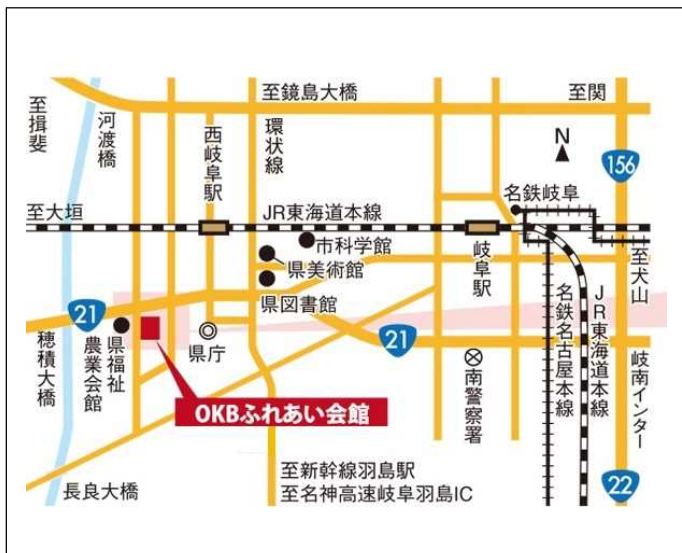 至鏡島大橋
至関
至揖斐
河渡橋
西岐阜駅
環状線
N
156
名鉄岐阜
至大垣
JR東海道本線
市科学館
県美術館
県図書館
岐阜駅
至犬山
21
穂積大橋
農業会館
県福祉
県庁
21
名鉄名古屋本線
JR東海道本線
岐南インター
南警察署
OKBふれあい会館
長良大橋
至新幹線羽島駅
至名神高速岐阜羽島IC
22